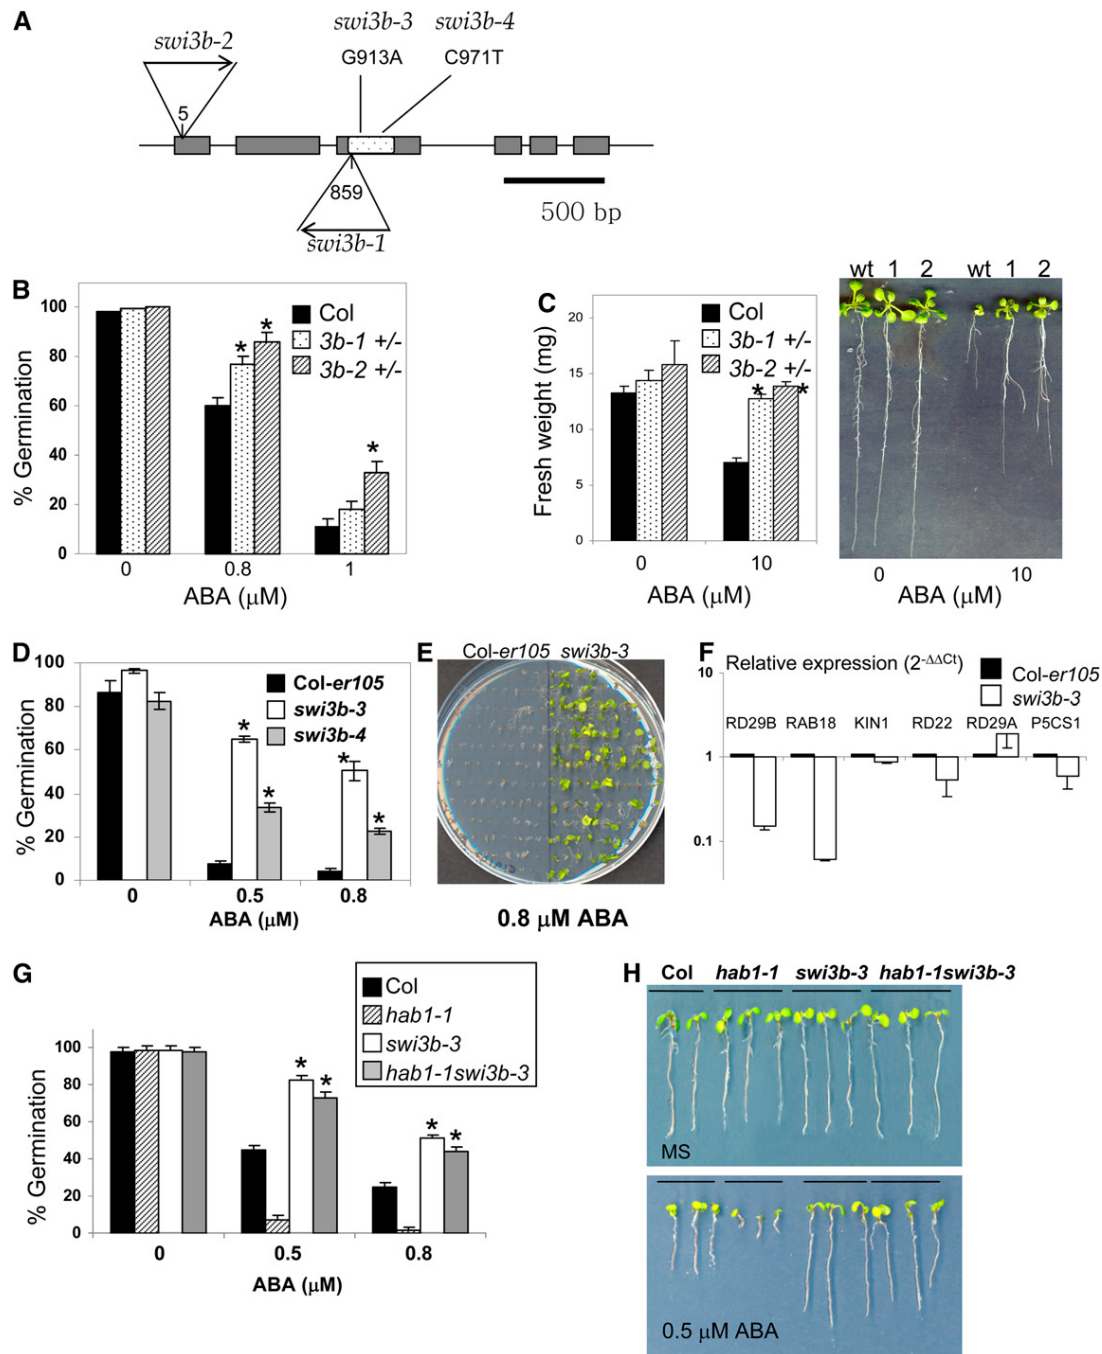 A
swi3b-2
swi3b-3
swi3b-4
G913A
C971T
5
859
swi3b-1
500 bp
B
% Germination
100
80
60
40
20
0
Col
3b-1 +/-
3b-2 +/-
*
*
*
0
0.8
1
ABA (µM)
C
Fresh weight (mg)
20
15
10
5
0
Col
3b-1 +/-
3b-2 +/-
*
*
0
10
ABA (µM)
wt 1 2
wt 1 2
0
10
ABA (µM)
D
% Germination
100
80
60
40
20
0
Col-er105
swi3b-3
swi3b-4
*
*
*
*
0
0.5
0.8
ABA (µM)
E
Col-er105 swi3b-3
0.8 µM ABA
F
Relative expression (2-ΔΔCt)
Col-er105
swi3b-3
10
1
0.1
RD29B RAB18 KIN1 RD22 RD29A P5CS1
G
% Germination
100
80
60
40
20
0
Col
hab1-1
swi3b-3
hab1-1swi3b-3
*
*
*
*
0
0.5
0.8
ABA (µM)
H
Col hab1-1 swi3b-3 hab1-1swi3b-3
MS
0.5 µM ABA